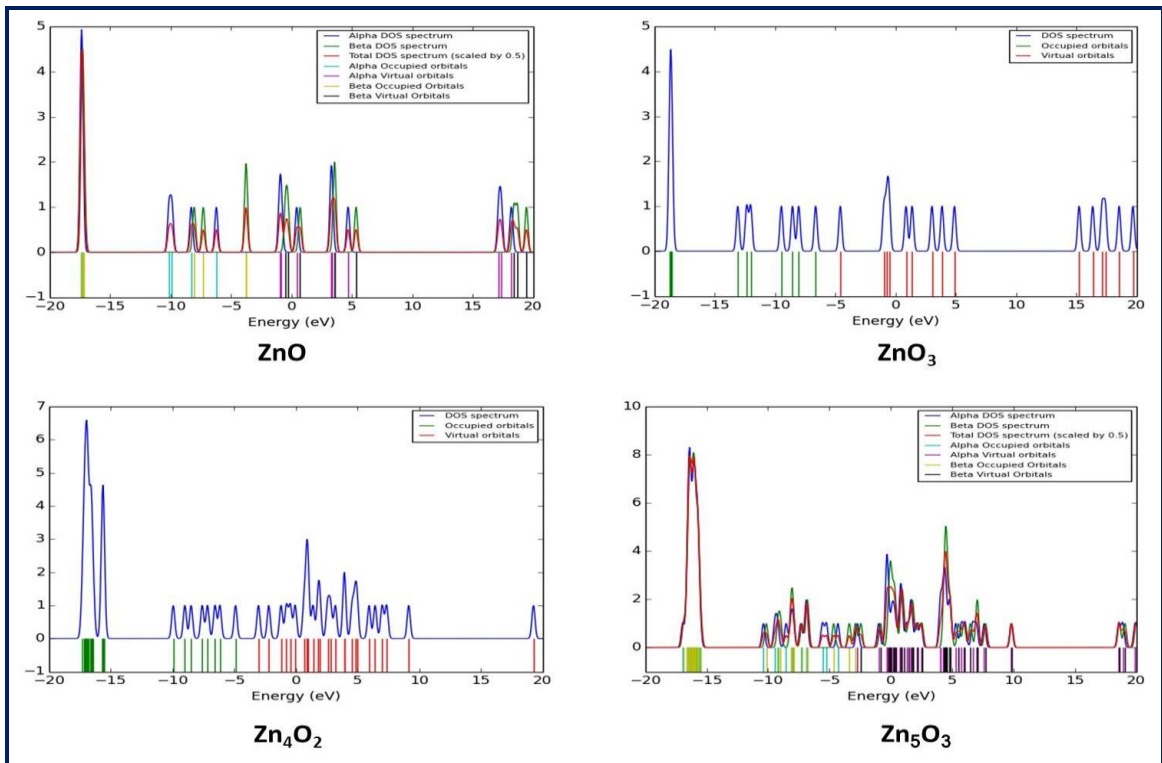 5
4
3
2
1
0
−1
−20
−15
−10
−5
0
5
10
15
20
Energy (eV)
Alpha DOS spectrum
Beta DOS spectrum
Total DOS spectrum (scaled by 0.5)
Alpha Occupied orbitals
Alpha Virtual orbitals
Beta Occupied Orbitals
Beta Virtual Orbitals
ZnO
5
4
3
2
1
0
−1
−20
−15
−10
−5
0
5
10
15
20
Energy (eV)
DOS spectrum
Occupied orbitals
Virtual orbitals
ZnO₃
7
6
5
4
3
2
1
0
−1
−20
−15
−10
−5
0
5
10
15
20
Energy (eV)
DOS spectrum
Occupied orbitals
Virtual orbitals
Zn₄O₂
10
8
6
4
2
0
−20
−15
−10
−5
0
5
10
15
20
Energy (eV)
Alpha DOS spectrum
Beta DOS spectrum
Total DOS spectrum (scaled by 0.5)
Alpha Occupied orbitals
Alpha Virtual orbitals
Beta Occupied Orbitals
Beta Virtual Orbitals
Zn₅O₃